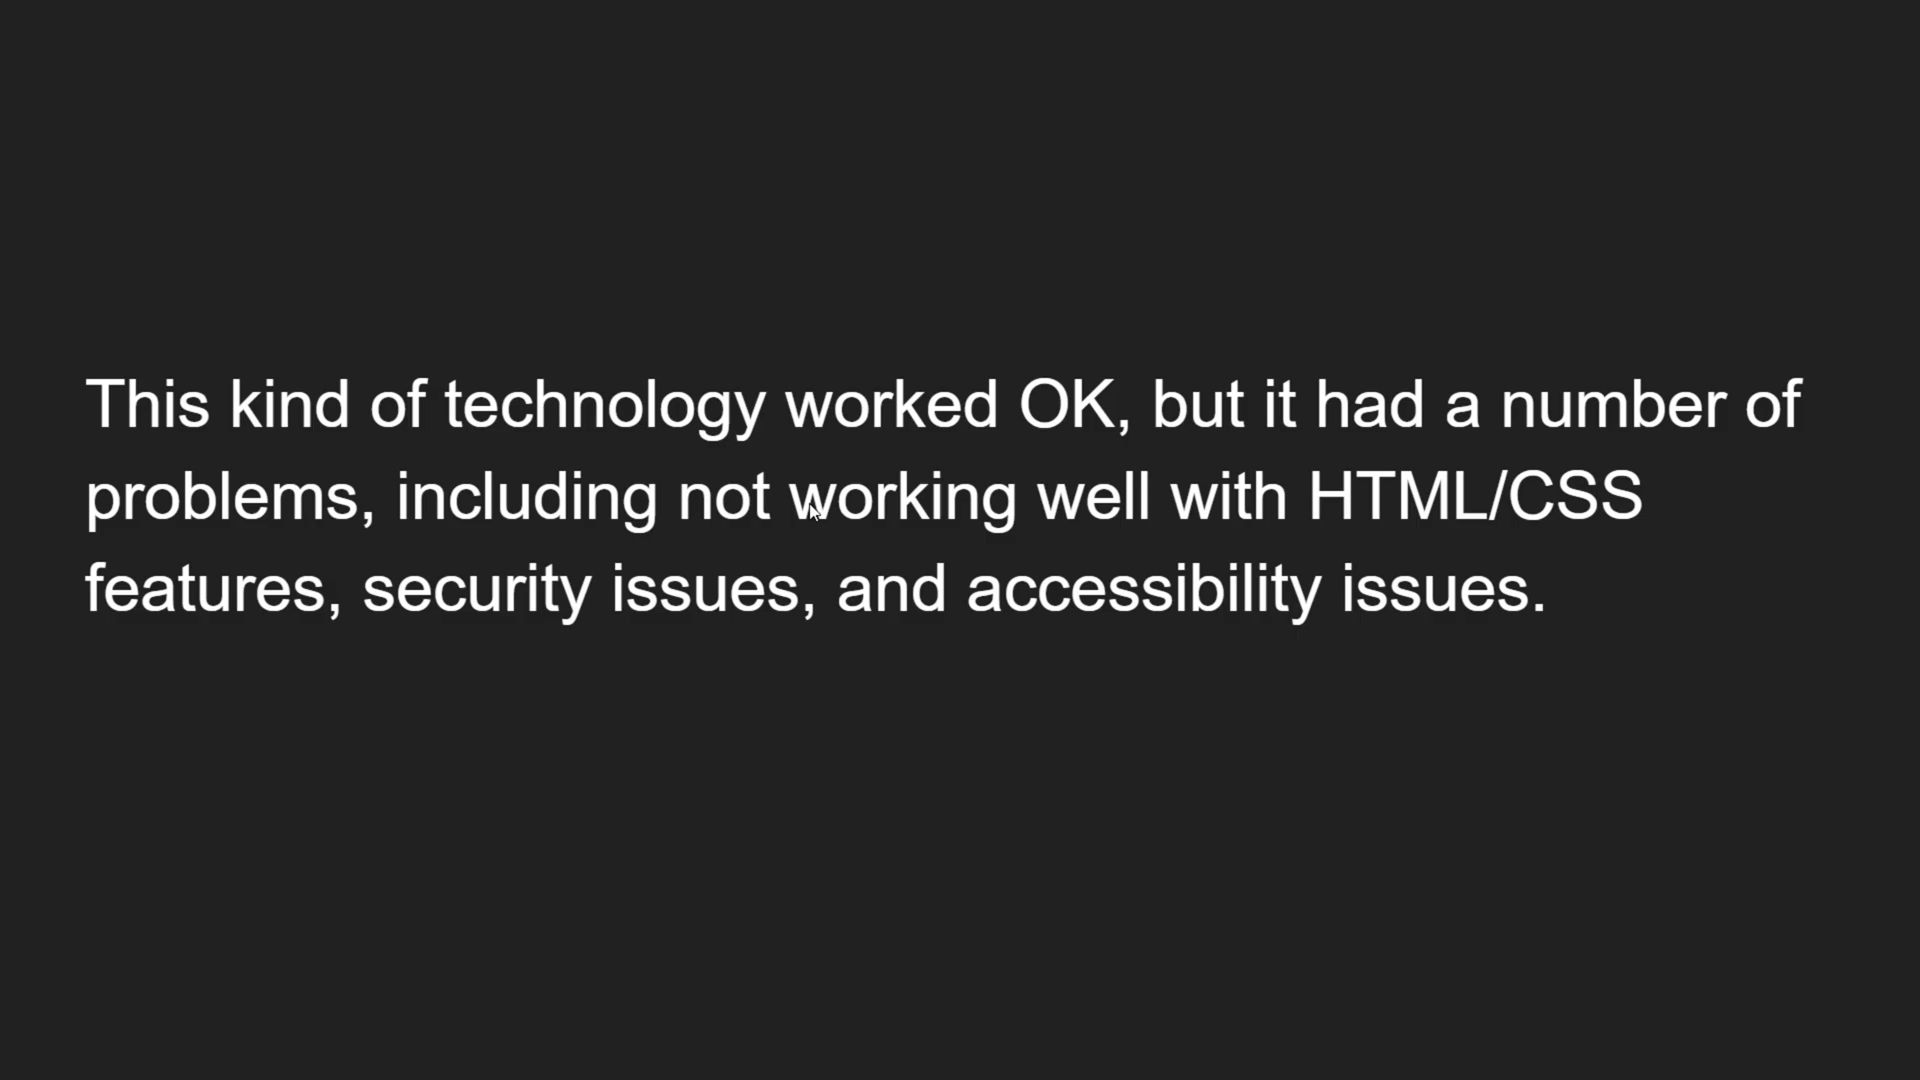 This kind of technology worked OK, but it had a number of
problems, including not working well with HTML/CSS
features, security issues, and accessibility issues.